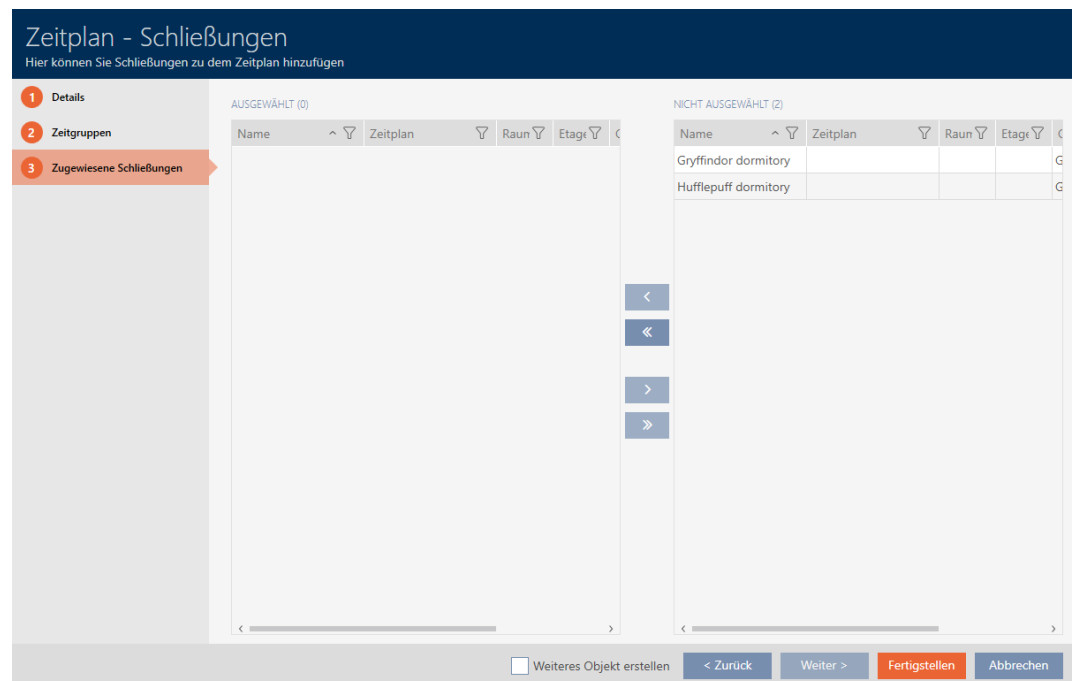 Zeitplan - Schließungen
Hier können Sie Schließungen zu dem Zeitplan hinzufügen
1 Details
2 Zeitgruppen
3 Zugewiesene Schließungen
AUSGEWÄHLT (0)
Name Zeitplan Raum Etage
NICHT AUSGEWÄHLT (2)
Name Zeitplan Raum Etage
Gryffindor dormitory G
Hufflepuff dormitory G
Weiteres Objekt erstellen < Zurück Weiter > Fertigstellen Abbrechen